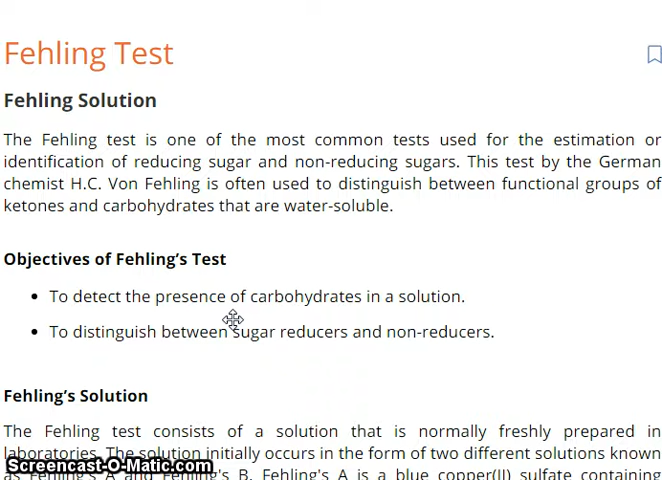 Fehling Test
Fehling Solution
The Fehling test is one of the most common tests used for the estimation or
identification of reducing sugar and non-reducing sugars. This test by the German
chemist H.C. Von Fehling is often used to distinguish between functional groups of
ketones and carbohydrates that are water-soluble.
Objectives of Fehling’s Test
• To detect the presence of carbohydrates in a solution.
• To distinguish between sugar reducers and non-reducers.
Fehling’s Solution
The Fehling test consists of a solution that is normally freshly prepared in
laboratories. The solution initially occurs in the form of two different solutions known
as Fehling's A and Fehling's B. Fehling's A is a blue copper(II) sulfate containing
Screencast-O-Matic.com